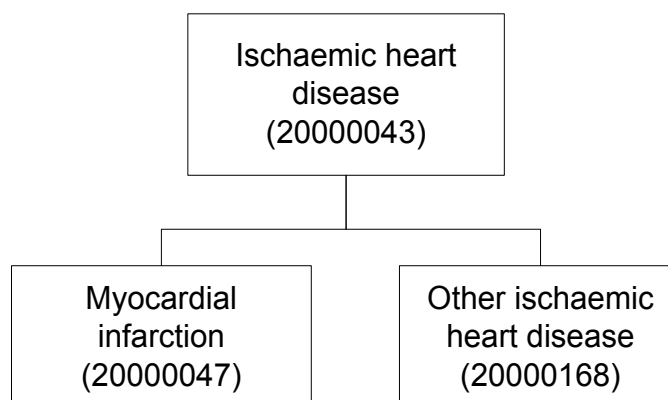 Ischaemic heart
disease
(20000043)
Myocardial
infarction
(20000047)
Other ischaemic
heart disease
(20000168)